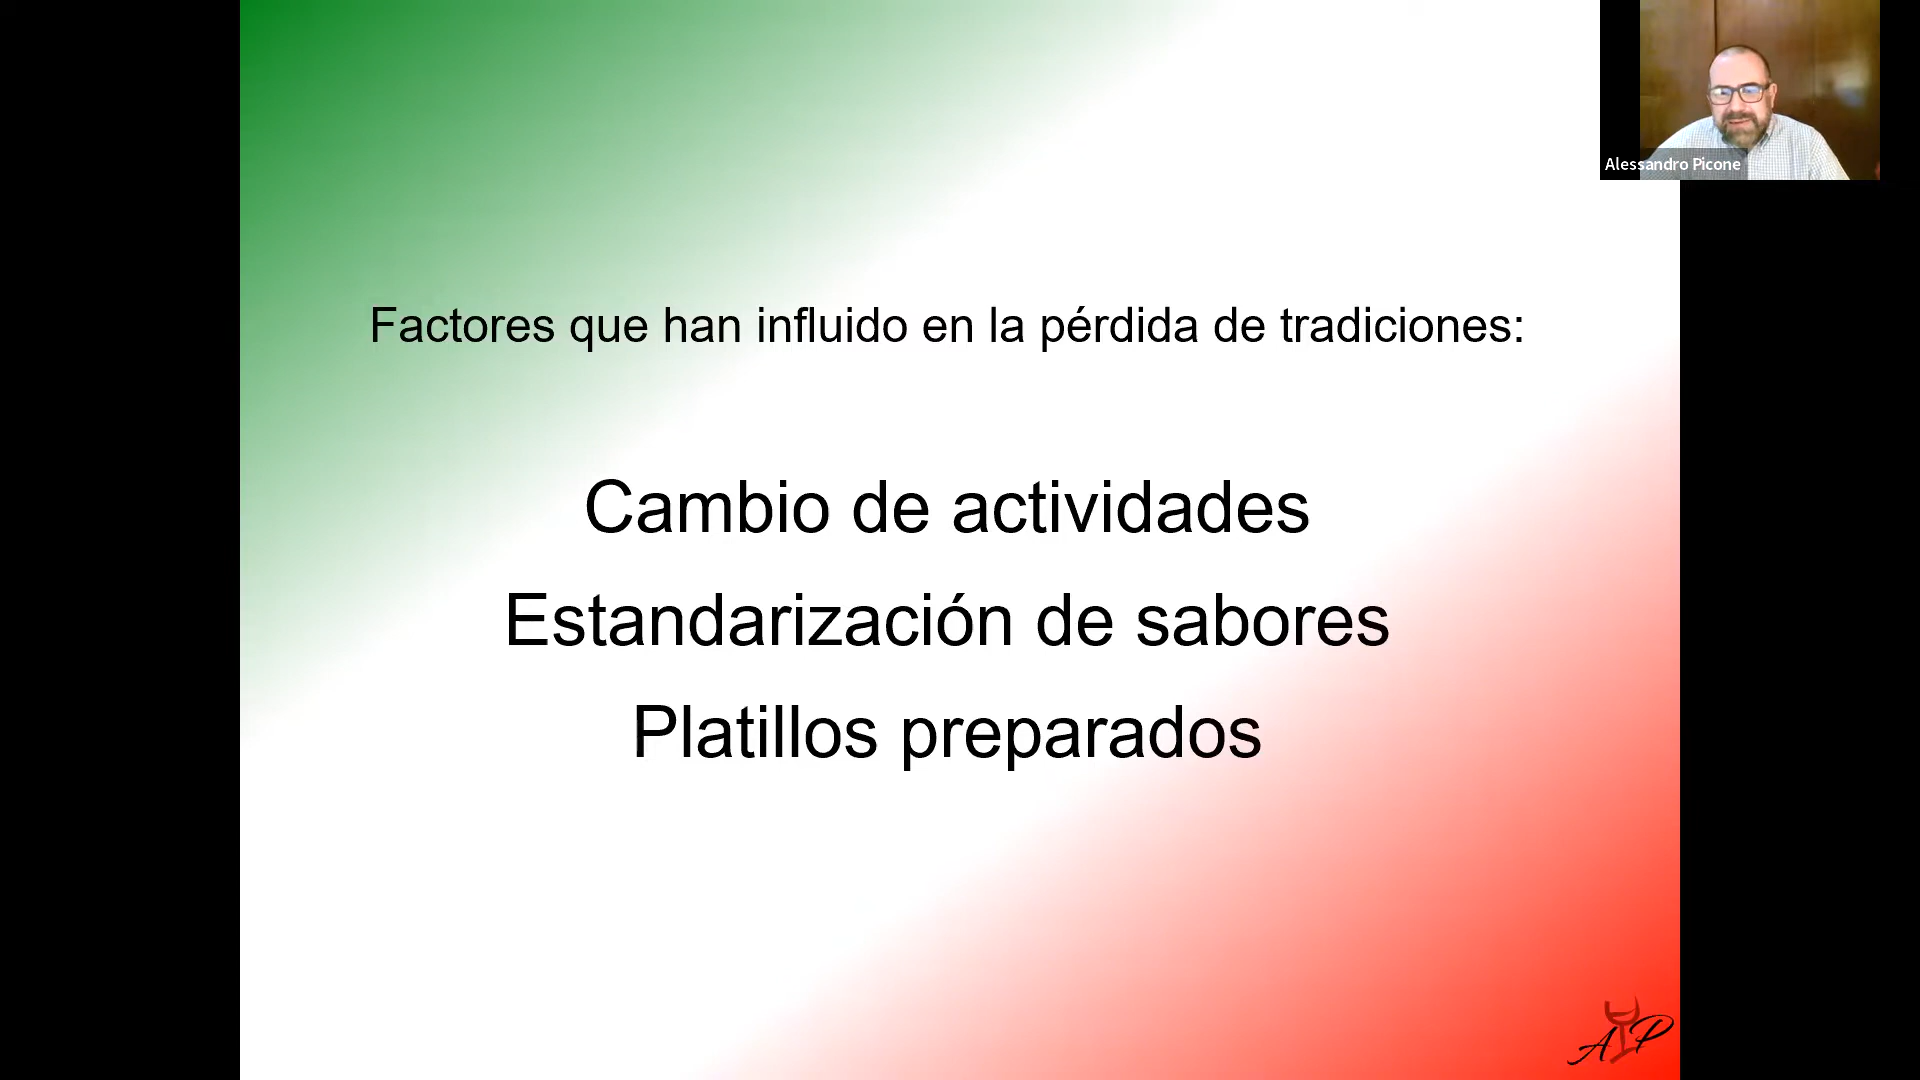 Alessandro Picone
Factores que han influido en la pérdida de tradiciones:
Cambio de actividades
Estandarización de sabores
Platillos preparados
AP